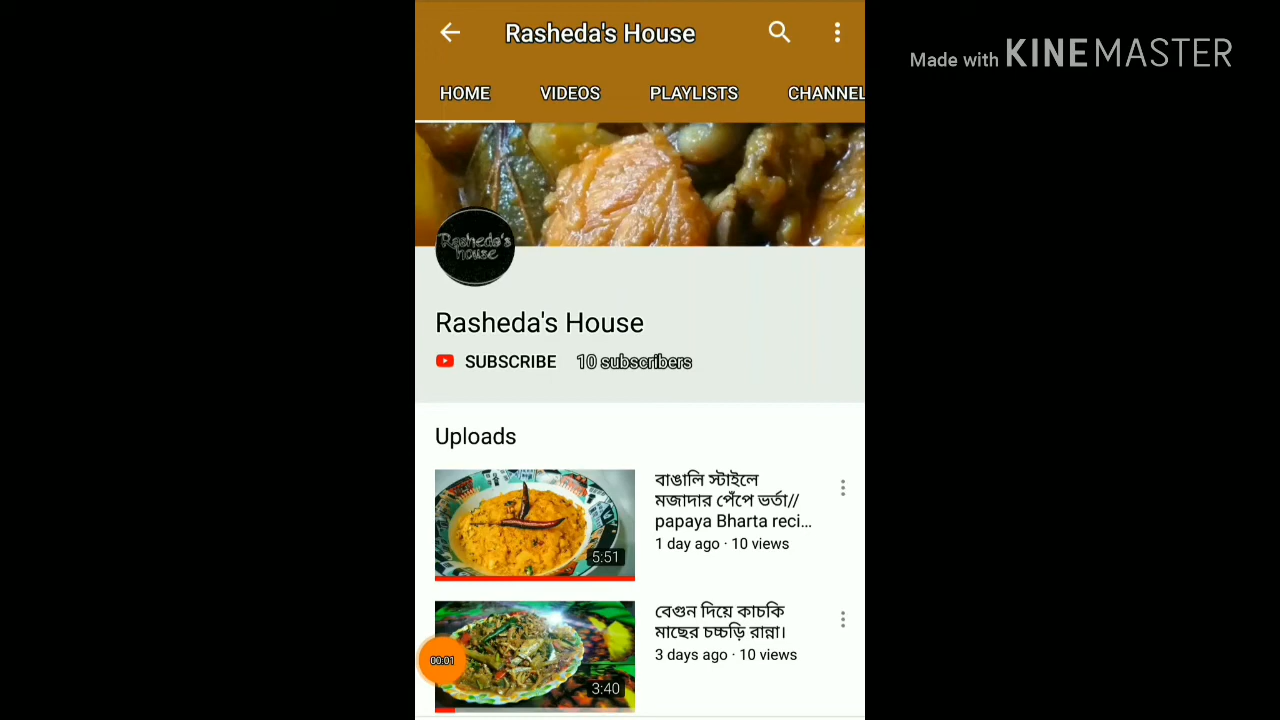 Rasheda's House
Made with KINEMASTER
HOME VIDEOS PLAYLISTS CHANNEL
Rasheda's
house
Rasheda's House
SUBSCRIBE 10 subscribers
Uploads
বাঙালি স্টাইলে
মজাদার পেঁপে ভর্তা//
papaya Bharta reci...
1 day ago · 10 views
5:51
বেগুন দিয়ে কাচকি
মাছের চচ্চড়ি রান্না।
3 days ago · 10 views
00:01
3:40